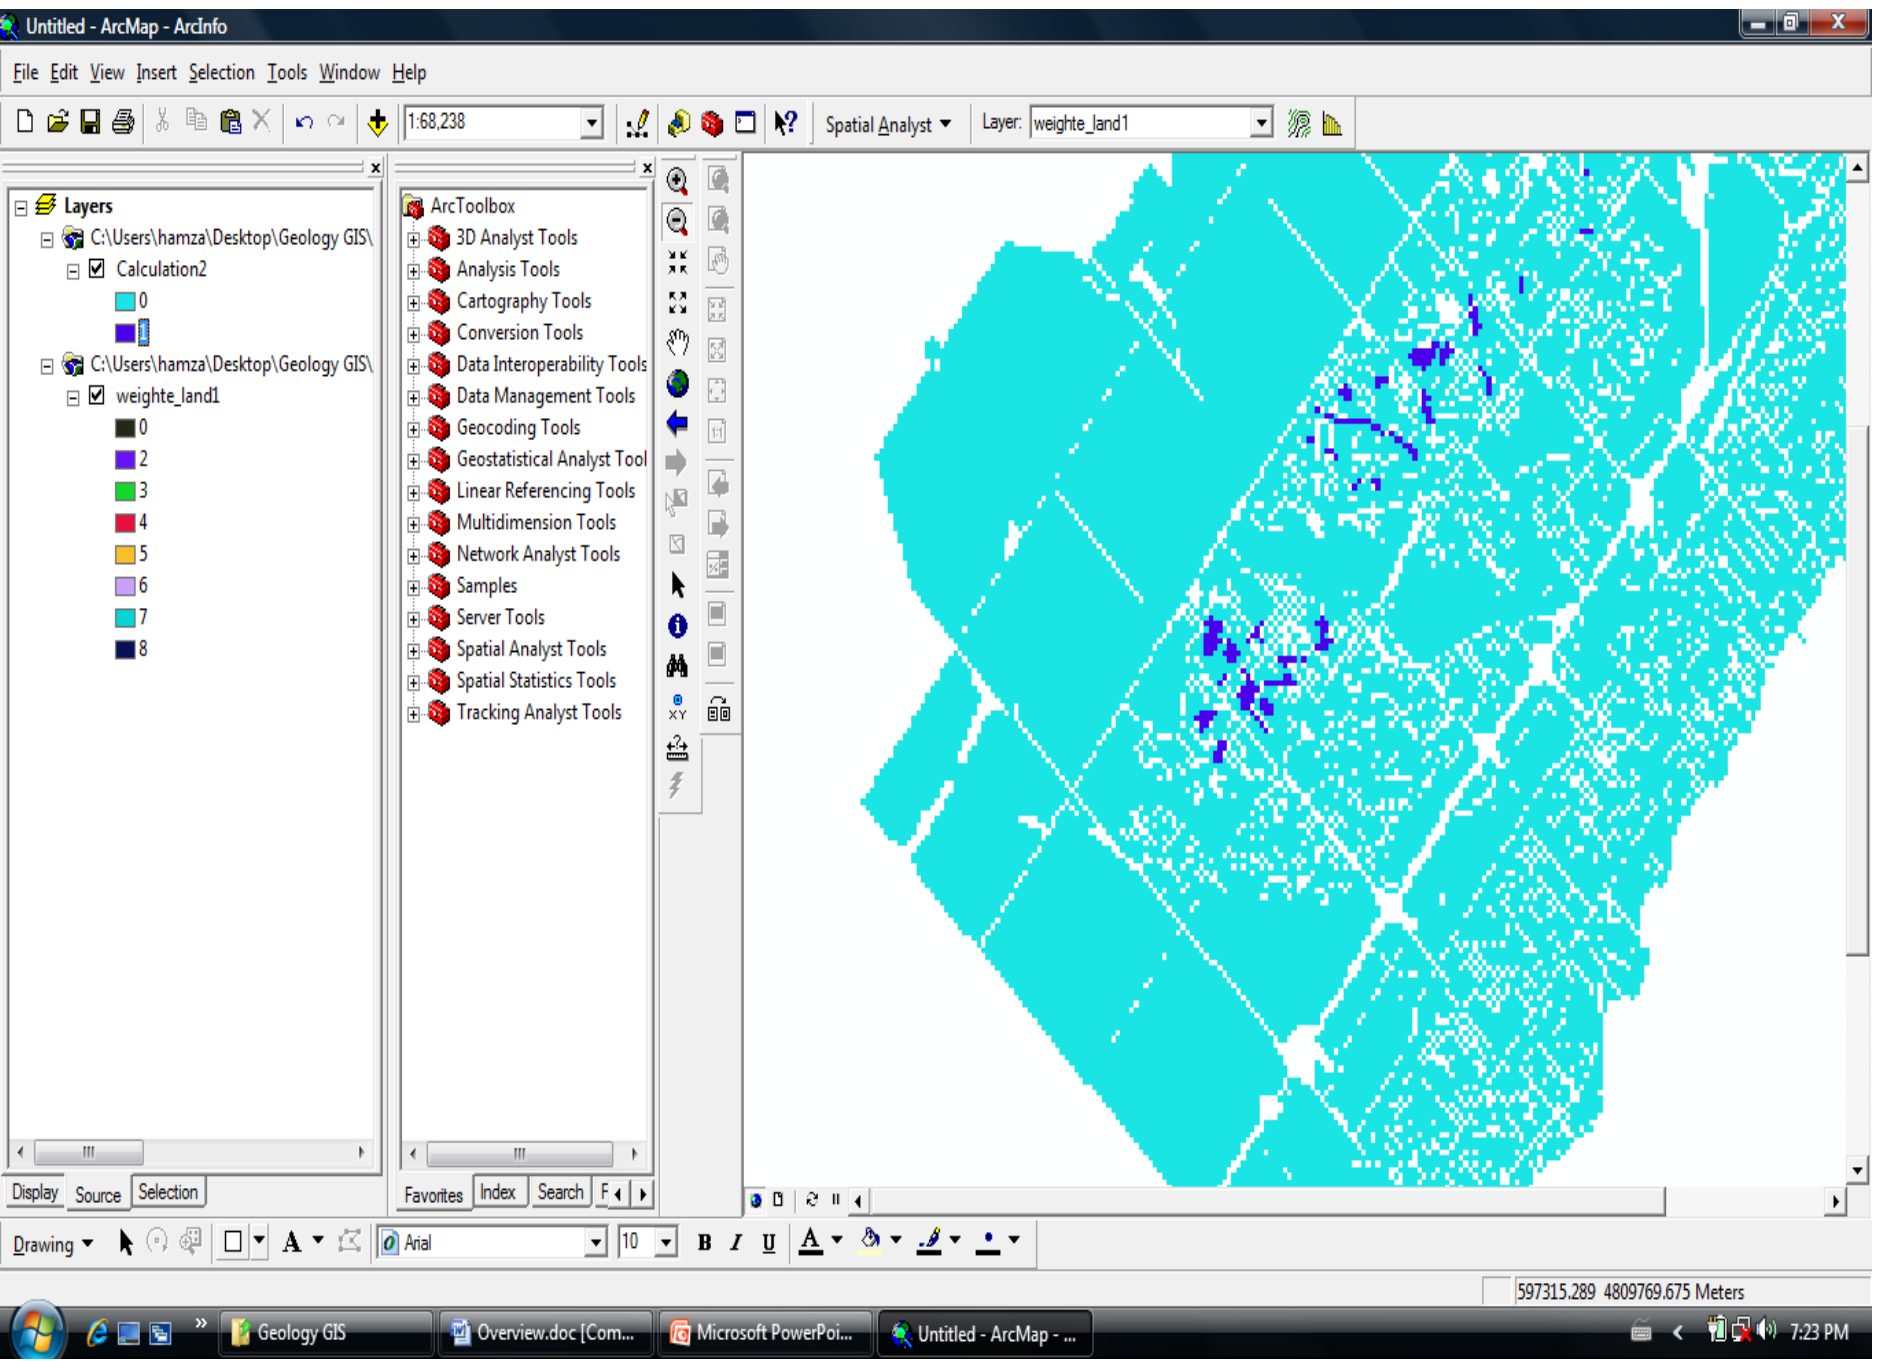 Untitled - ArcMap - ArcInfo
File Edit View Insert Selection Tools Window Help
1:68,238
Spatial Analyst
Layer: weighte_land1
Layers
C:\Users\hamza\Desktop\Geology GIS\
Calculation2
0
1
C:\Users\hamza\Desktop\Geology GIS\
weighte_land1
0
2
3
4
5
6
7
8
Display Source Selection
ArcToolbox
3D Analyst Tools
Analysis Tools
Cartography Tools
Conversion Tools
Data Interoperability Tools
Data Management Tools
Geocoding Tools
Geostatistical Analyst Tool
Linear Referencing Tools
Multidimension Tools
Network Analyst Tools
Samples
Server Tools
Spatial Analyst Tools
Spatial Statistics Tools
Tracking Analyst Tools
Favorites Index Search F
1:1
XY
Drawing A Arial 10 B I U A
597315.289 4809769.675 Meters
Geology GIS
Overview.doc [Com...
Microsoft PowerPoi...
Untitled - ArcMap - ...
7:23 PM